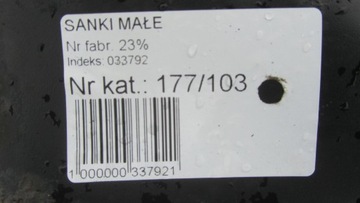 SANKI MAŁE
Nr fabr. 23%
Indeks. 033792
Nr kat.: 177/103
1 000000 337921